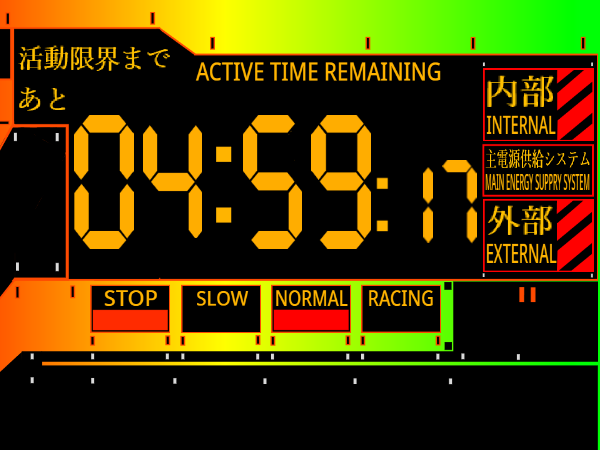 活動限界まで
あと
ACTIVE TIME REMAINING
04:59:17
内部
INTERNAL
主電源供給システム
MAIN ENERGY SUPPRY SYSTEM
外部
EXTERNAL
STOP
SLOW
NORMAL
RACING